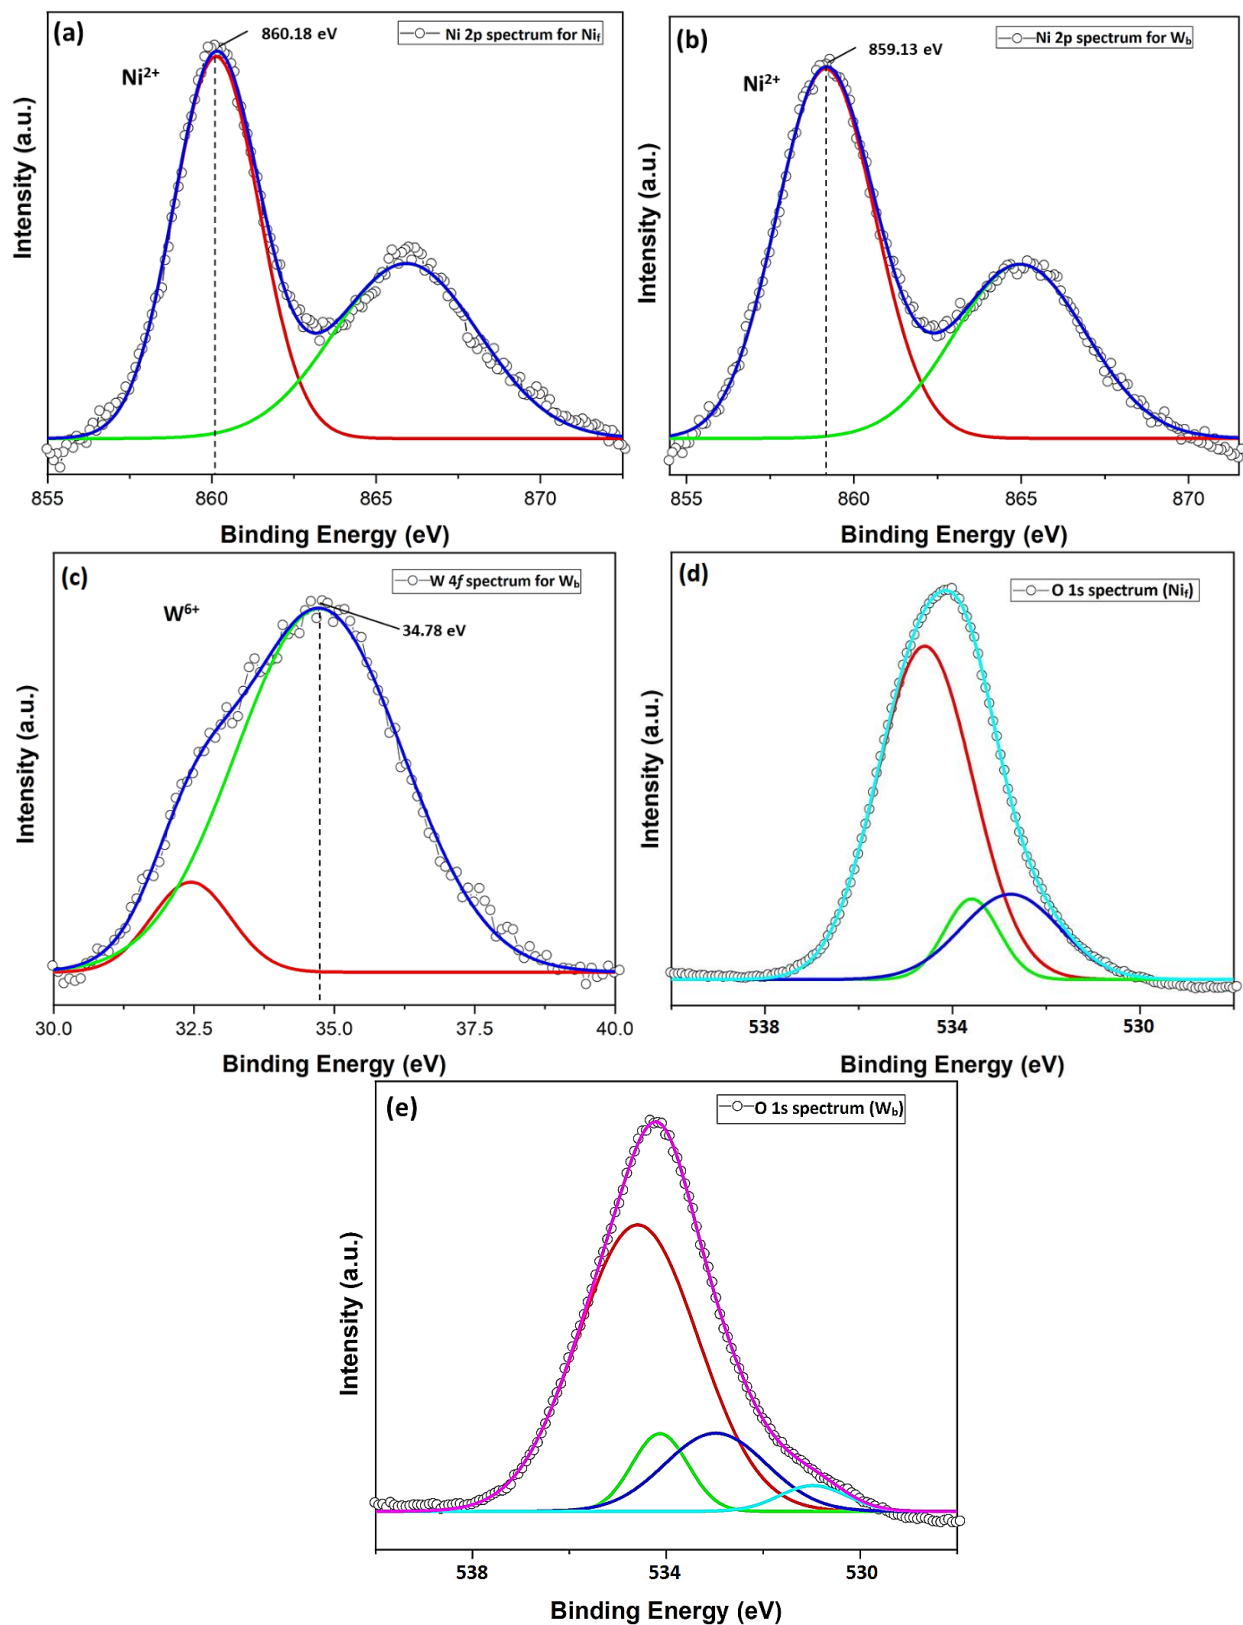 (a)
860.18 eV
Ni 2p spectrum for Nif
Ni2+
Intensity (a.u.)
855 860 865 870
Binding Energy (eV)
(b)
859.13 eV
Ni 2p spectrum for Wb
Ni2+
Intensity (a.u.)
855 860 865 870
Binding Energy (eV)
(c)
W 4f spectrum for Wb
W6+
34.78 eV
Intensity (a.u.)
30.0 32.5 35.0 37.5 40.0
Binding Energy (eV)
(d)
O 1s spectrum (Nif)
Intensity (a.u.)
538 534 530
Binding Energy (eV)
(e)
O 1s spectrum (Wb)
Intensity (a.u.)
538 534 530
Binding Energy (eV)